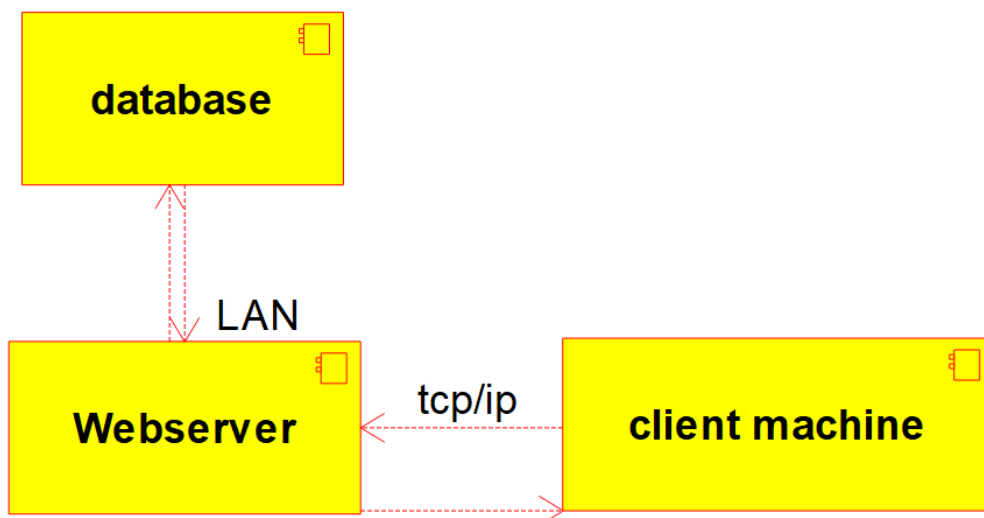 database
LAN
Webserver
tcp/ip
client machine